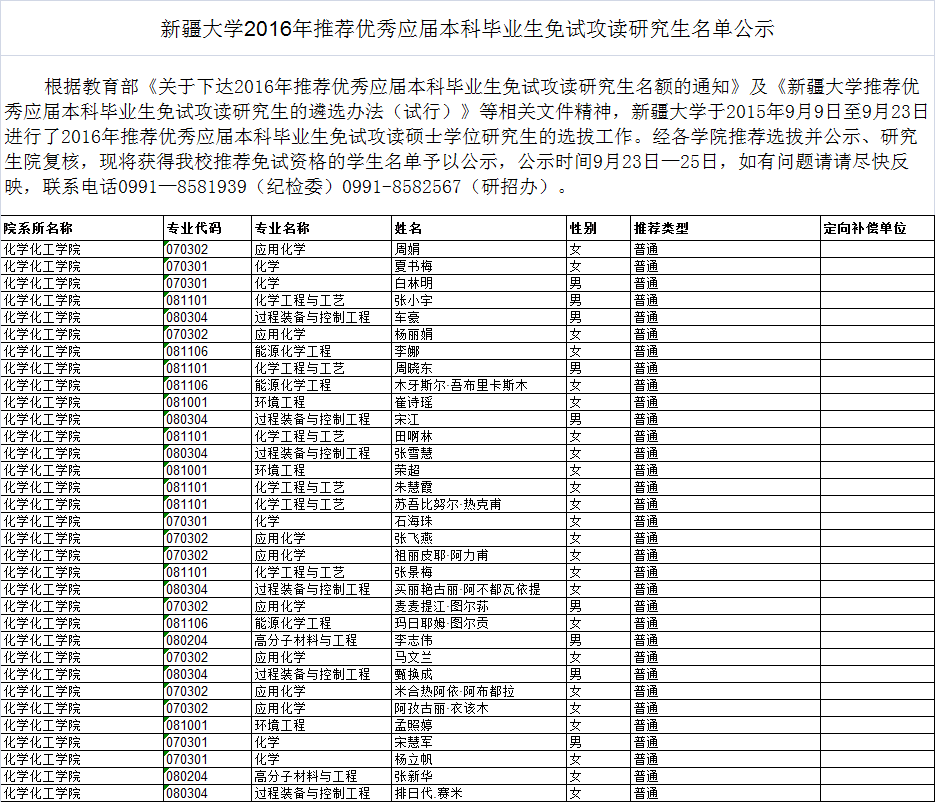 新疆大学2016年推荐优秀应届本科毕业生免试攻读研究生名单公示
根据教育部《关于下达2016年推荐优秀应届本科毕业生免试攻读研究生名额的通知》及《新疆大学推荐优
秀应届本科毕业生免试攻读研究生的遴选办法（试行）》等相关文件精神，新疆大学于2015年9月9日至9月23日
进行了2016年推荐优秀应届本科毕业生免试攻读硕士学位研究生的选拔工作。经各学院推荐选拔并公示、研究
生院复核，现将获得我校推荐免试资格的学生名单予以公示，公示时间9月23日—25日，如有问题请请尽快反
映，联系电话0991—8581939（纪检委）0991-8582567（研招办）。
院系所名称 专业代码 专业名称 姓名 性别 推荐类型 定向补偿单位
化学化工学院 070302 应用化学 周娟 女 普通
化学化工学院 070301 化学 夏书梅 女 普通
化学化工学院 070301 化学 白林明 男 普通
化学化工学院 081101 化学工程与工艺 张小宇 男 普通
化学化工学院 080304 过程装备与控制工程 车豪 男 普通
化学化工学院 070302 应用化学 杨丽娟 女 普通
化学化工学院 081106 能源化学工程 李娜 女 普通
化学化工学院 081101 化学工程与工艺 周晓东 男 普通
化学化工学院 081106 能源化学工程 木牙斯尔·吾布里卡斯木 女 普通
化学化工学院 081001 环境工程 崔诗瑶 女 普通
化学化工学院 080304 过程装备与控制工程 宋江 男 普通
化学化工学院 081101 化学工程与工艺 田啊林 女 普通
化学化工学院 080304 过程装备与控制工程 张雪慧 女 普通
化学化工学院 081001 环境工程 荣超 女 普通
化学化工学院 081101 化学工程与工艺 朱慧霞 女 普通
化学化工学院 081101 化学工程与工艺 苏吾比努尔·热克甫 女 普通
化学化工学院 070301 化学 石海珠 女 普通
化学化工学院 070302 应用化学 张飞燕 女 普通
化学化工学院 070302 应用化学 祖丽皮耶·阿力甫 女 普通
化学化工学院 081101 化学工程与工艺 张景梅 女 普通
化学化工学院 080304 过程装备与控制工程 买丽艳古丽·阿不都瓦依提 女 普通
化学化工学院 070302 应用化学 麦麦提江·图尔荪 男 普通
化学化工学院 081106 能源化学工程 玛日耶姆·图尔贡 女 普通
化学化工学院 080204 高分子材料与工程 李志伟 男 普通
化学化工学院 070302 应用化学 马文兰 女 普通
化学化工学院 080304 过程装备与控制工程 甄换成 男 普通
化学化工学院 070302 应用化学 米合热阿依·阿布都拉 女 普通
化学化工学院 070302 应用化学 阿孜古丽·衣该木 女 普通
化学化工学院 081001 环境工程 孟照婷 女 普通
化学化工学院 070301 化学 宋慧军 男 普通
化学化工学院 070301 化学 杨立帆 女 普通
化学化工学院 080204 高分子材料与工程 张新华 女 普通
化学化工学院 080304 过程装备与控制工程 排日代.赛米 女 普通